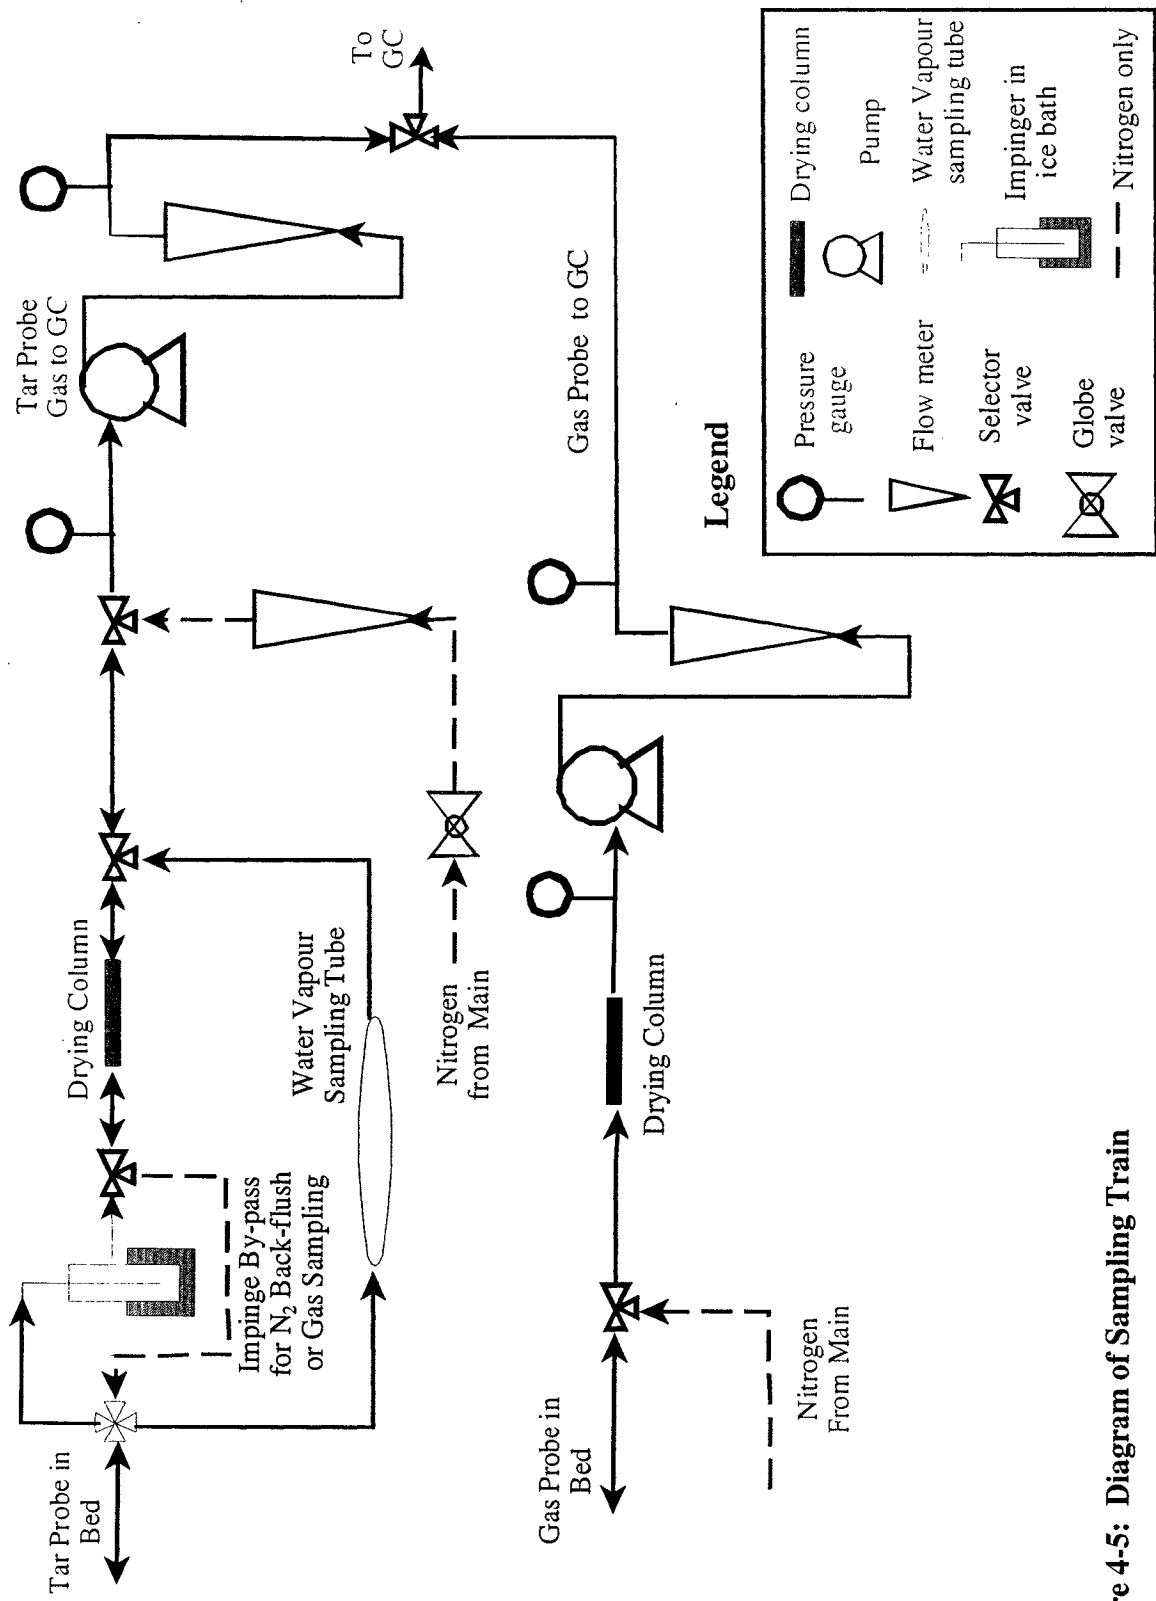 Tar Probe in
Bed
Impinge By-pass
for N₂ Back-flush
or Gas Sampling
Drying Column
Water Vapour
Sampling Tube
Nitrogen
from Main
Tar Probe
Gas to GC
To
GC
Gas Probe in
Bed
Nitrogen
From Main
Drying Column
Gas Probe to GC
Legend
Pressure
gauge
Flow meter
Selector
valve
Globe
valve
Drying column
Pump
Water Vapour
sampling tube
Impinger in
ice bath
Nitrogen only
re 4-5: Diagram of Sampling Train